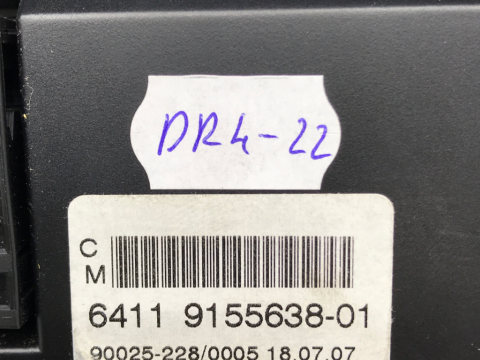 DR4-22
C
M
6411 9155638-01
90025-228/0005 18.07.07